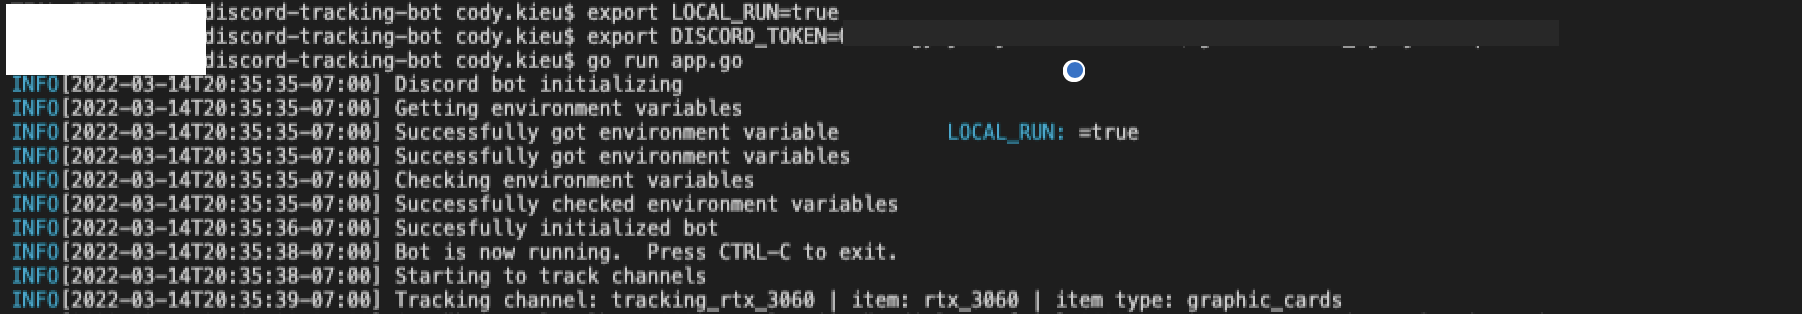 discord-tracking-bot cody.kieu$ export LOCAL_RUN=true
discord-tracking-bot cody.kieu$ export DISCORD_TOKEN=
discord-tracking-bot cody.kieu$ go run app.go
INFO[2022-03-14T20:35:35-07:00] Discord bot initializing
INFO[2022-03-14T20:35:35-07:00] Getting environment variables
INFO[2022-03-14T20:35:35-07:00] Successfully got environment variable LOCAL_RUN: =true
INFO[2022-03-14T20:35:35-07:00] Successfully got environment variables
INFO[2022-03-14T20:35:35-07:00] Checking environment variables
INFO[2022-03-14T20:35:35-07:00] Successfully checked environment variables
INFO[2022-03-14T20:35:36-07:00] Succesfully initialized bot
INFO[2022-03-14T20:35:38-07:00] Bot is now running.  Press CTRL-C to exit.
INFO[2022-03-14T20:35:38-07:00] Starting to track channels
INFO[2022-03-14T20:35:39-07:00] Tracking channel: tracking_rtx_3060 | item: rtx_3060 | item type: graphic_cards